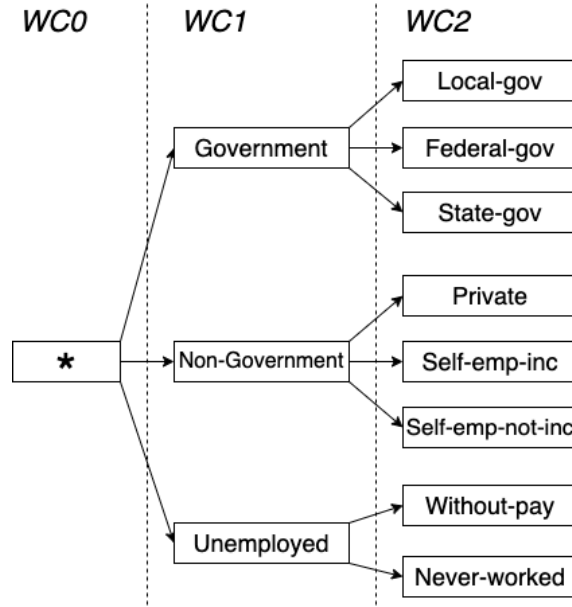 WC0 WC1 WC2
Local-gov
Government Federal-gov
State-gov
Private
* Non-Government Self-emp-inc
Self-emp-not-inc
Without-pay
Unemployed
Never-worked